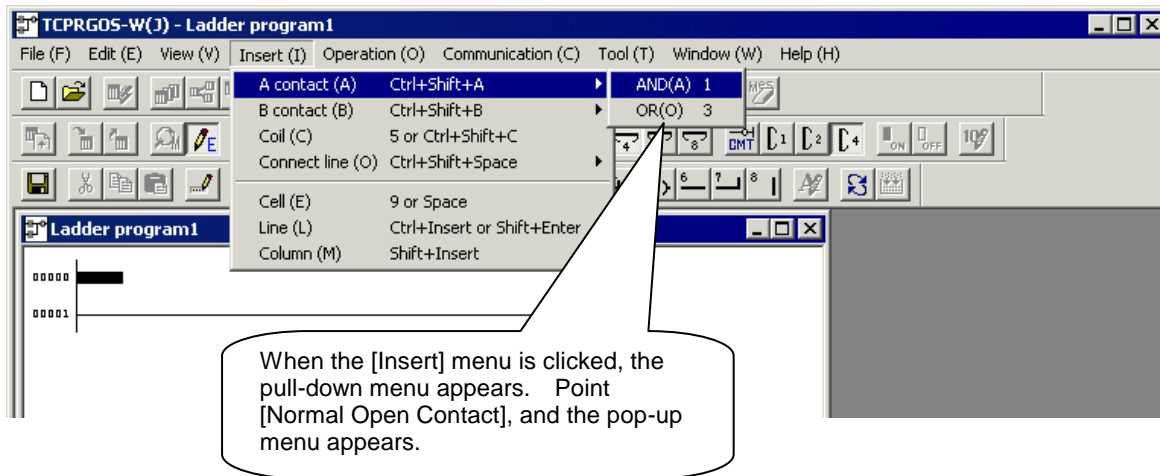 TCPRGOS-W(J) - Ladder program1
File (F) Edit (E) View (V) Insert (I) Operation (O) Communication (C) Tool (T) Window (W) Help (H)
A contact (A) Ctrl+Shift+A
AND(A) 1
B contact (B) Ctrl+Shift+B
OR(O) 3
Coil (C) 5 or Ctrl+Shift+C
Connect line (O) Ctrl+Shift+Space
Cell (E) 9 or Space
Line (L) Ctrl+Insert or Shift+Enter
Column (M) Shift+Insert
Ladder program1
00000
00001
When the [Insert] menu is clicked, the
pull-down menu appears. Point
[Normal Open Contact], and the pop-up
menu appears.